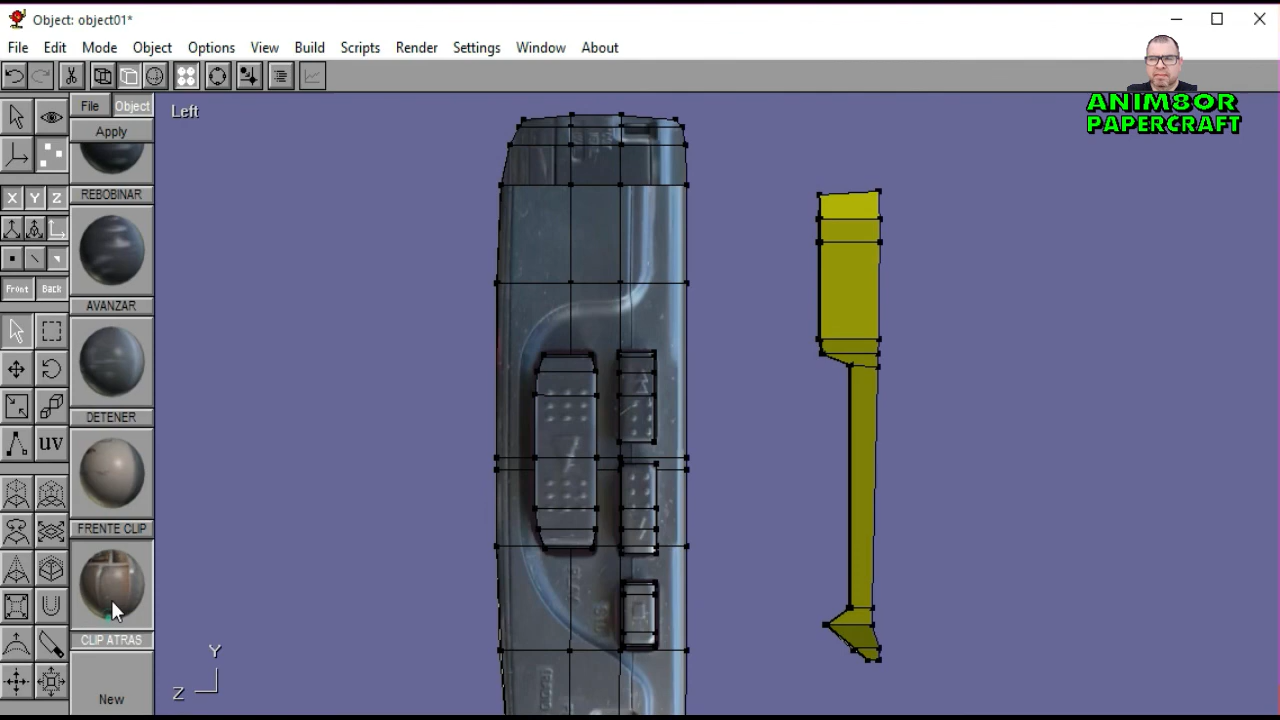 Object: object01*
File Edit Mode Object Options View Build Scripts Render Settings Window About
ANIM8OR
PAPERCRAFT
File Object
Left
Apply
REBOBINAR
X Y Z
AVANZAR
Front Back
DETENER
UV
FRENTE CLIP
CLIP ATRAS
Y
Z
New